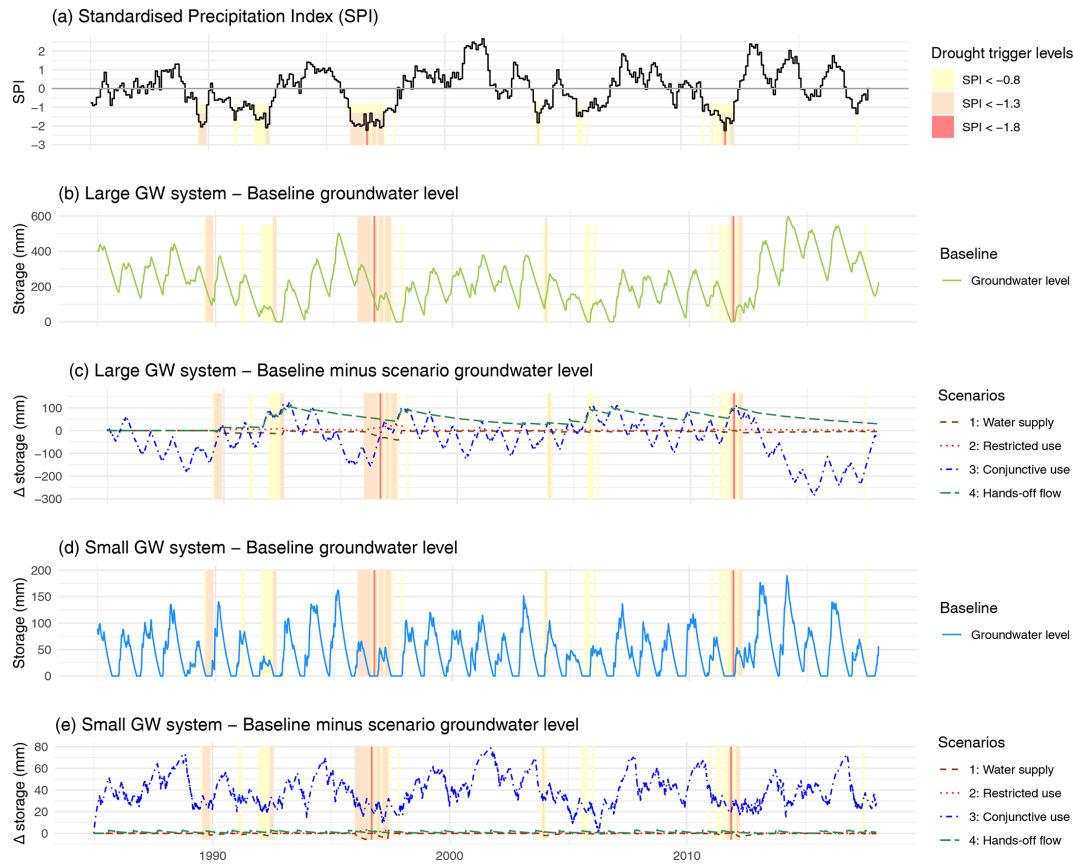 (a) Standardised Precipitation Index (SPI)
SPI
2
1
0
−1
−2
−3
Drought trigger levels
SPI < −0.8
SPI < −1.3
SPI < −1.8
(b) Large GW system − Baseline groundwater level
Storage (mm)
600
400
200
0
Baseline
Groundwater level
(c) Large GW system − Baseline minus scenario groundwater level
Δ storage (mm)
100
0
−100
−200
−300
Scenarios
1: Water supply
2: Restricted use
3: Conjunctive use
4: Hands−off flow
(d) Small GW system − Baseline groundwater level
Storage (mm)
200
150
100
50
0
Baseline
Groundwater level
(e) Small GW system − Baseline minus scenario groundwater level
Δ storage (mm)
80
60
40
20
0
Scenarios
1: Water supply
2: Restricted use
3: Conjunctive use
4: Hands−off flow
1990
2000
2010